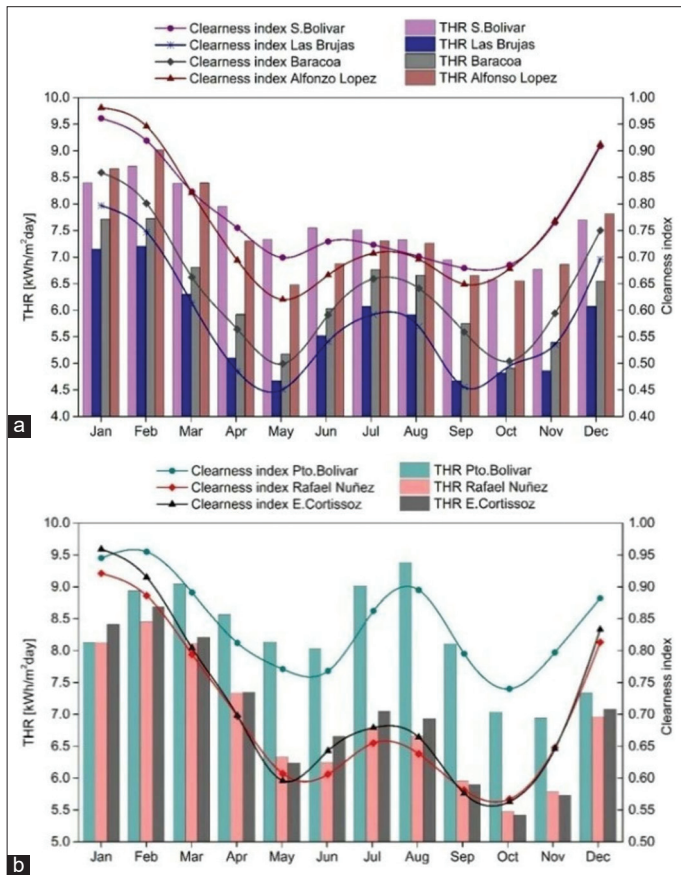 Clearness index S.Bolivar THR S.Bolivar
Clearness index Las Brujas THR Las Brujas
Clearness index Baracoa THR Baracoa
Clearness index Alfonzo Lopez THR Alfonso Lopez
10.0 1.00
9.5 0.95
9.0 0.90
8.5 0.85
8.0 0.80
7.5 0.75
7.0 0.70
6.5 0.65
6.0 0.60
5.5 0.55
5.0 0.50
4.5 0.45
4.0 0.40
THR [kWh/m²day]
Clearness index
Jan Feb Mar Apr May Jun Jul Aug Sep Oct Nov Dec
a
Clearness index Pto.Bolivar THR Pto.Bolivar
Clearness index Rafael Nuñez THR Rafael Nuñez
Clearness index E.Cortissoz THR E.Cortissoz
10.0 1.00
9.5 0.95
9.0 0.90
8.5 0.85
8.0 0.80
7.5 0.75
7.0 0.70
6.5 0.65
6.0 0.60
5.5 0.55
5.0 0.50
THR [kWh/m²day]
Clearness index
Jan Feb Mar Apr May Jun Jul Aug Sep Oct Nov Dec
b